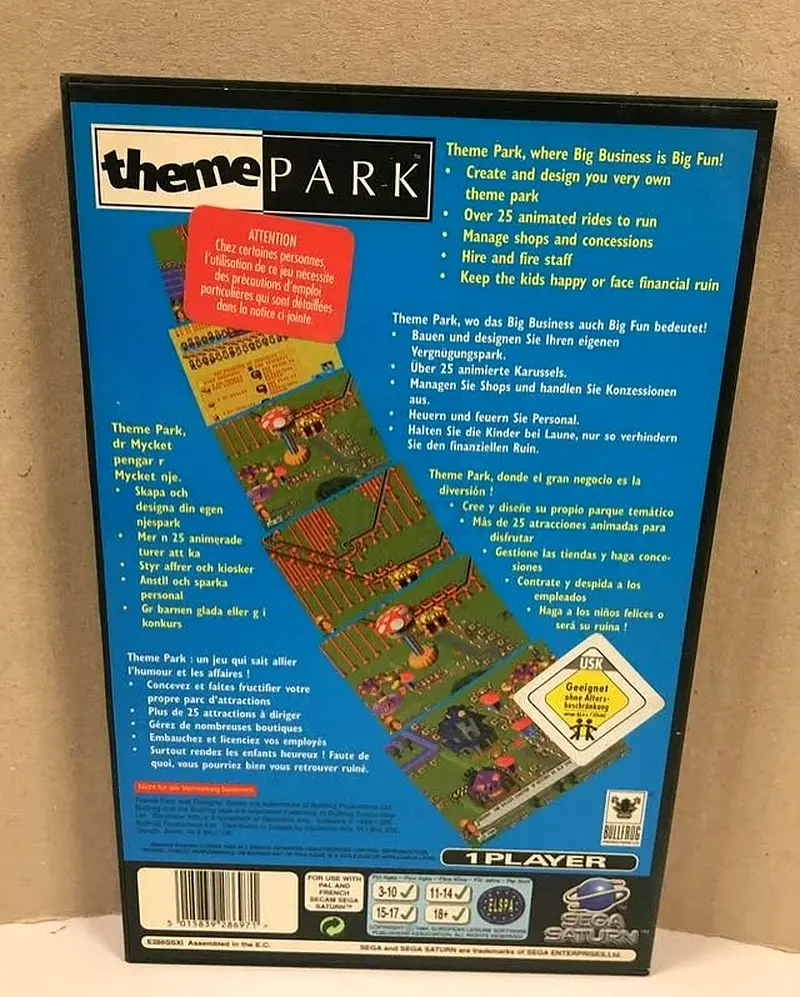 theme PARK™
Theme Park, where Big Business is Big Fun!
• Create and design you very own
theme park
• Over 25 animated rides to run
• Manage shops and concessions
• Hire and fire staff
• Keep the kids happy or face financial ruin
ATTENTION
Chez certaines personnes,
l'utilisation de ce jeu nécessite
des précautions d'emploi
particulières qui sont détaillées
dans la notice ci-jointe.
Theme Park, wo das Big Business auch Big Fun bedeutet!
• Bauen und designen Sie Ihren eigenen
Vergnügungspark.
• Über 25 animierte Karussels.
• Managen Sie Shops und handlen Sie Konzessionen
aus.
• Heuern und feuern Sie Personal.
• Halten Sie die Kinder bei Laune, nur so verhindern
Sie den finanziellen Ruin.
Theme Park,
dr Mycket
pengar r
Mycket nje.
• Skapa och
designa din egen
njespark
• Mer n 25 animerade
turer att ka
• Styr affrer och kiosker
• Anstll och sparka
personal
• Gr barnen glada eller g i
konkurs
Theme Park, donde el gran negocio es la
diversión !
• Cree y diseñe su propio parque temático
• Más de 25 atracciones animadas para
disfrutar
• Gestione las tiendas y haga conce-
siones
• Contrate y despida a los
empleados
• Haga a los niños felices o
será su ruina !
Theme Park : un jeu qui sait allier
l'humour et les affaires !
• Concevez et faites fructifier votre
propre parc d'attractions
• Plus de 25 attractions à diriger
• Gérez de nombreuses boutiques
• Embauchez et licenciez vos employés
• Surtout rendez les enfants heureux ! Faute de
quoi, vous pourriez bien vous retrouver ruiné.
USK
Geeignet
ohne Alters-
beschränkung
Nicht für die Vermietung bestimmt.
BULLFROG
1 PLAYER
5 015839 286971 >
FOR USE WITH
PAL AND
FRENCH
SECAM SEGA
SATURN™
3-10 ✓ 11-14 ✓
15-17 ✓ 18+ ✓
ELSPA
SEGA
SATURN™
E286SSXI Assembled in the E.C.
SEGA and SEGA SATURN are trademarks of SEGA ENTERPRISES, Ltd.